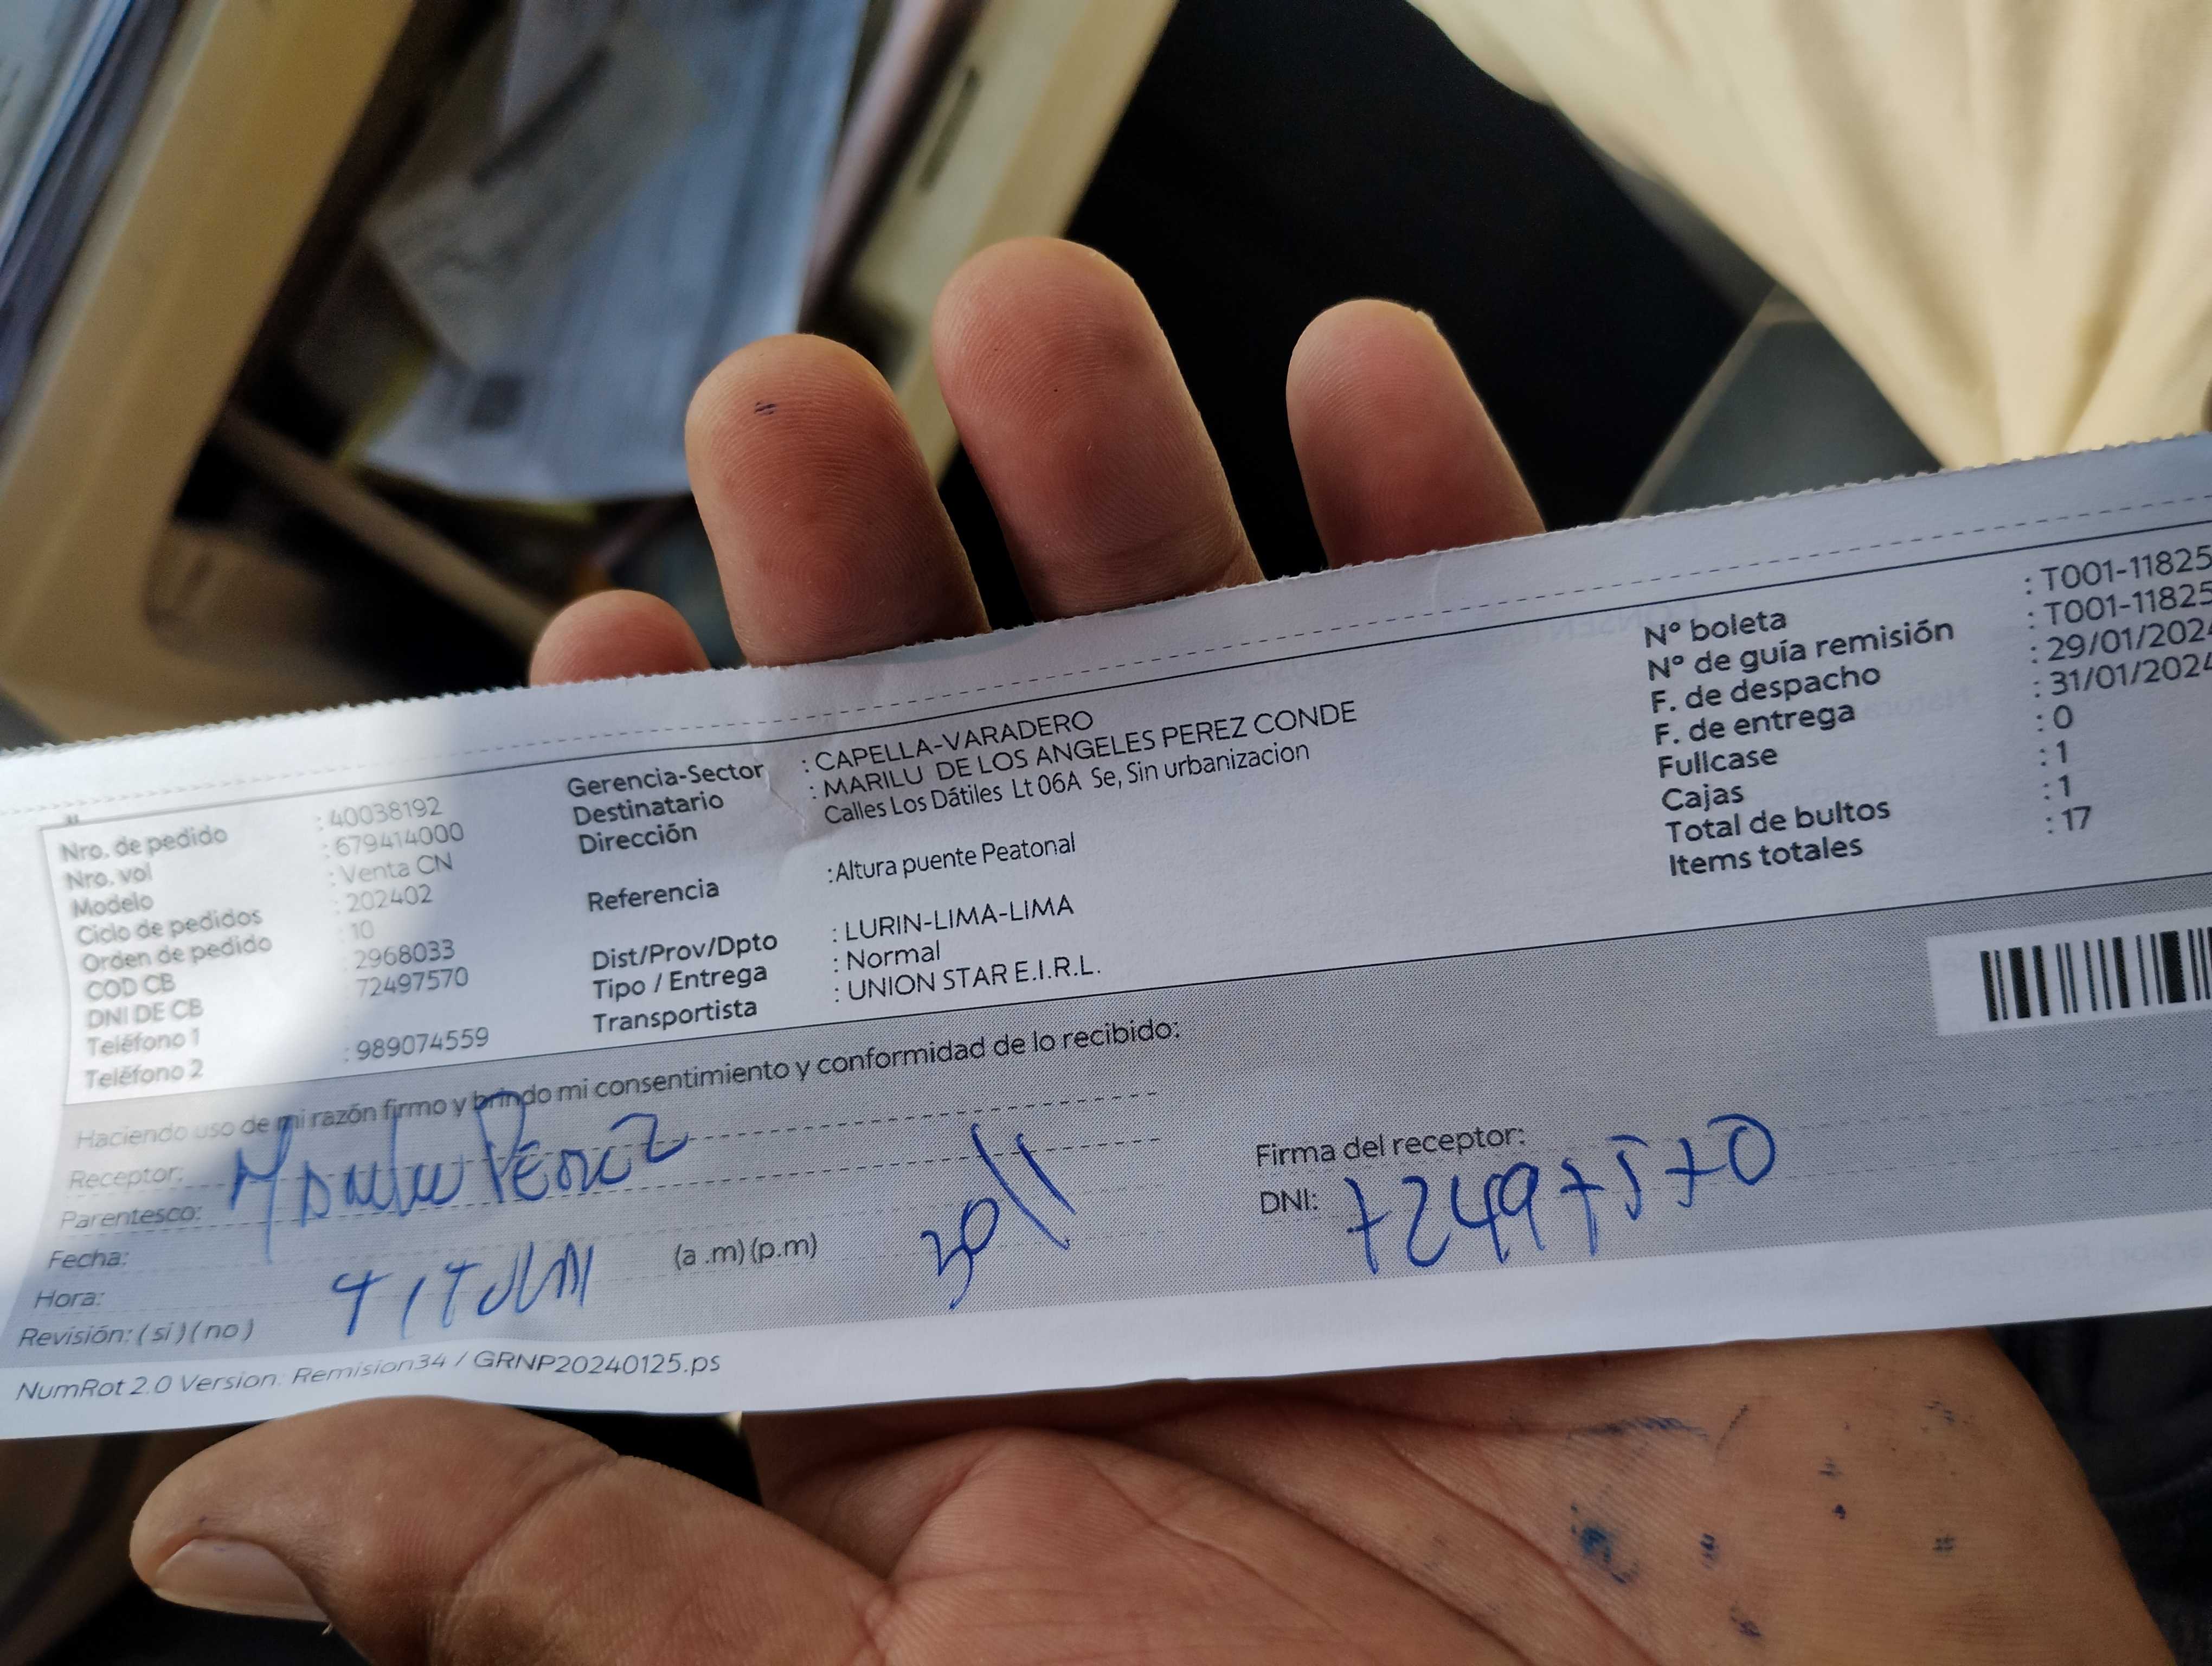 Nro. de pedido : 40038192
Nro. vol : 679414000
Modelo : Venta CN
Ciclo de pedidos : 202402
Orden de pedido : 10
COD CB 2968033
DNI DE CB 72497570
Teléfono 1
Teléfono 2 : 989074559
Gerencia-Sector : CAPELLA-VARADERO
Destinatario : MARILU DE LOS ANGELES PEREZ CONDE
Dirección Calles Los Dátiles Lt 06A Se, Sin urbanizacion
Referencia :Altura puente Peatonal
Dist/Prov/Dpto : LURIN-LIMA-LIMA
Tipo / Entrega : Normal
Transportista : UNION STAR E.I.R.L.
N° boleta : T001-11825
N° de guía remisión : T001-11825
F. de despacho : 29/01/2024
F. de entrega : 31/01/2024
Fullcase : 0
Cajas : 1
Total de bultos : 1
Items totales : 17
Haciendo uso de mi razón firmo y brindo mi consentimiento y conformidad de lo recibido:
Receptor: Perez
Parentesco:
Fecha:
Hora: (a .m) (p.m)
Revisión: ( si ) ( no )
TITULAR
Firma del receptor:
DNI: 72497570
NumRot 2.0 Version: Remision34 / GRNP20240125.ps